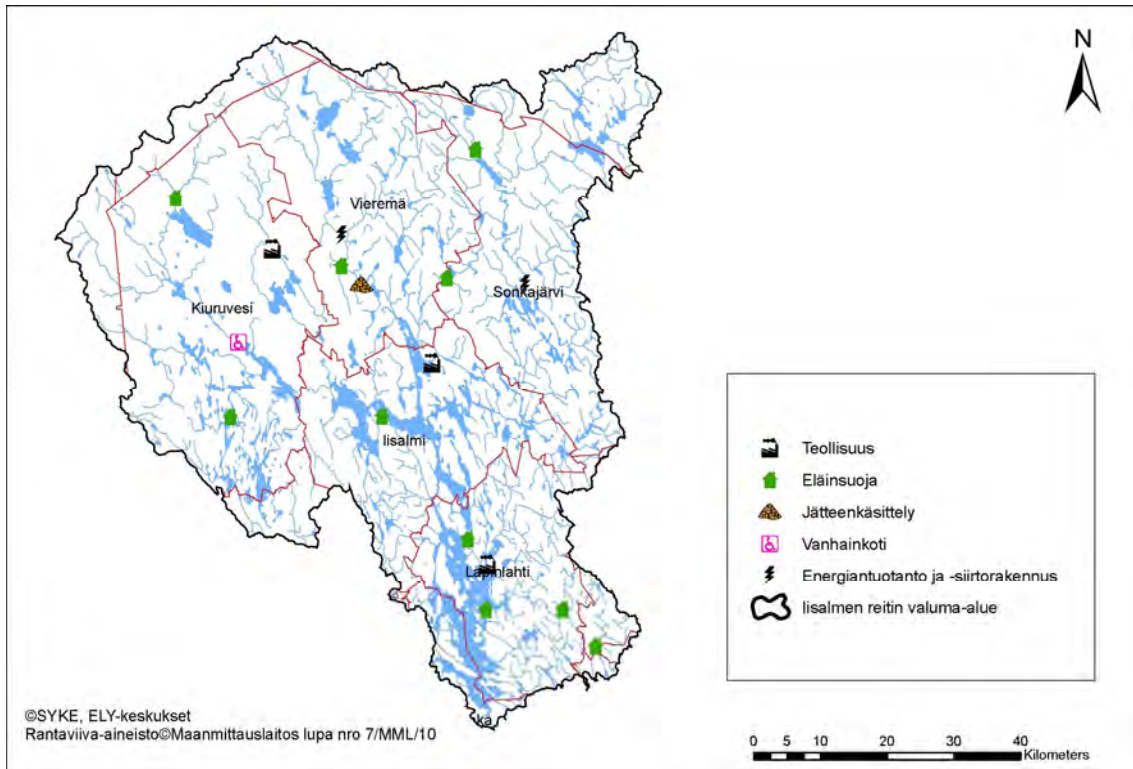 N
Vieremä
Sonkajärvi
Kiuruvesi
Iisalmi
Lapinlahti
Teollisuus
Eläinsuoja
Jätteenkäsittely
Vanhainkoti
Energiantuotanto ja -siirtorakennus
Iisalmen reitin valuma-alue
©SYKE, ELY-keskukset
Rantaviiva-aineisto©Maanmittauslaitos lupa nro 7/MML/10
0 5 10 20 30 40
Kilometers